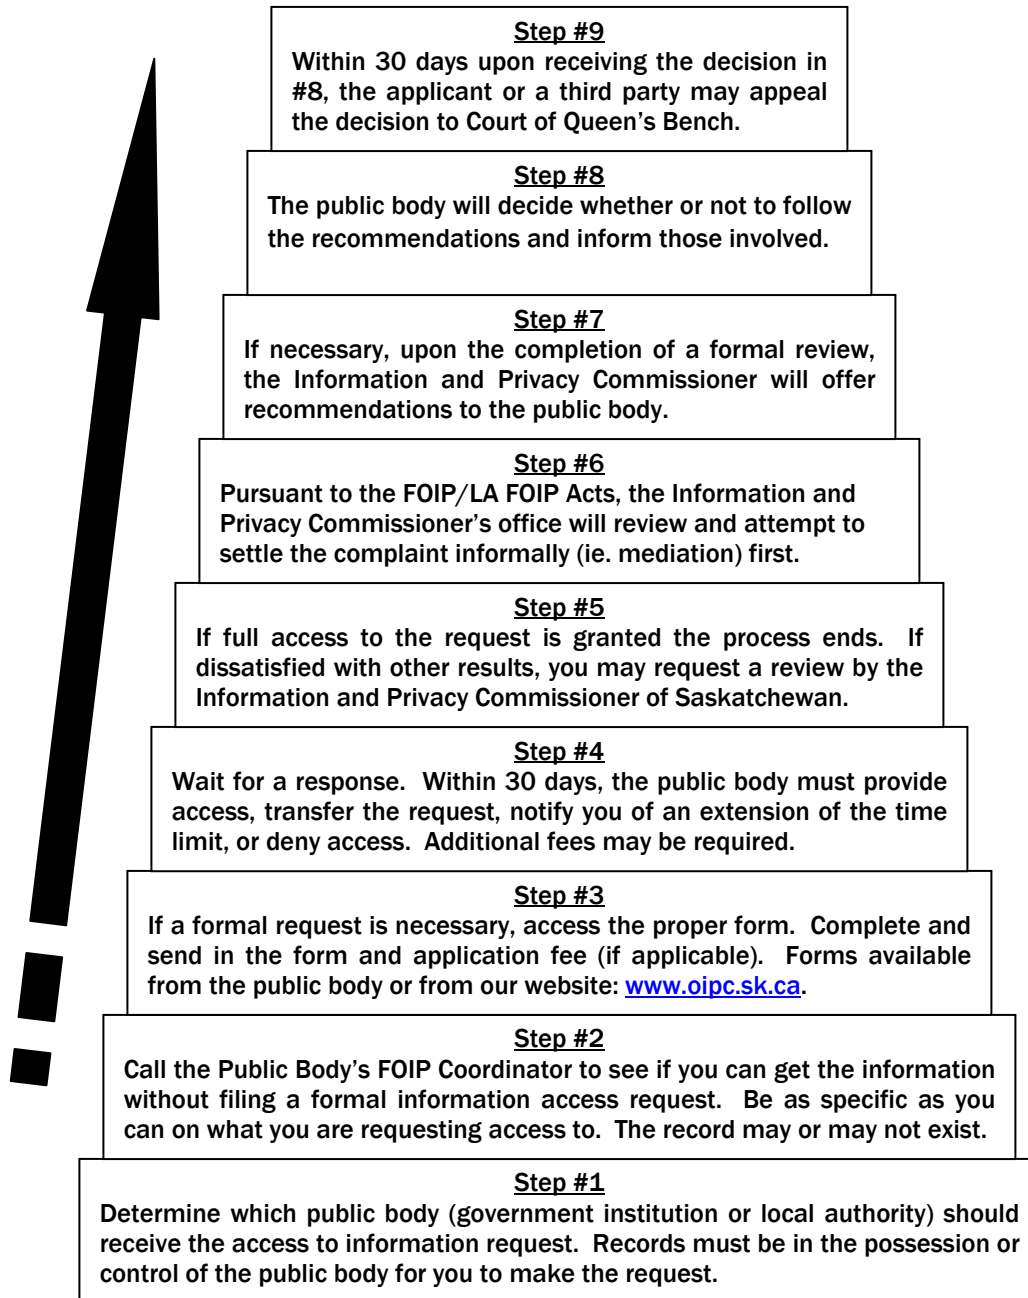 Step #9
Within 30 days upon receiving the decision in
#8, the applicant or a third party may appeal
the decision to Court of Queen's Bench.
Step #8
The public body will decide whether or not to follow
the recommendations and inform those involved.
Step #7
If necessary, upon the completion of a formal review,
the Information and Privacy Commissioner will offer
recommendations to the public body.
Step #6
Pursuant to the FOIP/LA FOIP Acts, the Information and
Privacy Commissioner's office will review and attempt to
settle the complaint informally (ie. mediation) first.
Step #5
If full access to the request is granted the process ends. If
dissatisfied with other results, you may request a review by the
Information and Privacy Commissioner of Saskatchewan.
Step #4
Wait for a response. Within 30 days, the public body must provide
access, transfer the request, notify you of an extension of the time
limit, or deny access. Additional fees may be required.
Step #3
If a formal request is necessary, access the proper form. Complete and
send in the form and application fee (if applicable). Forms available
from the public body or from our website: www.oipc.sk.ca.
Step #2
Call the Public Body's FOIP Coordinator to see if you can get the information
without filing a formal information access request. Be as specific as you
can on what you are requesting access to. The record may or may not exist.
Step #1
Determine which public body (government institution or local authority) should
receive the access to information request. Records must be in the possession or
control of the public body for you to make the request.